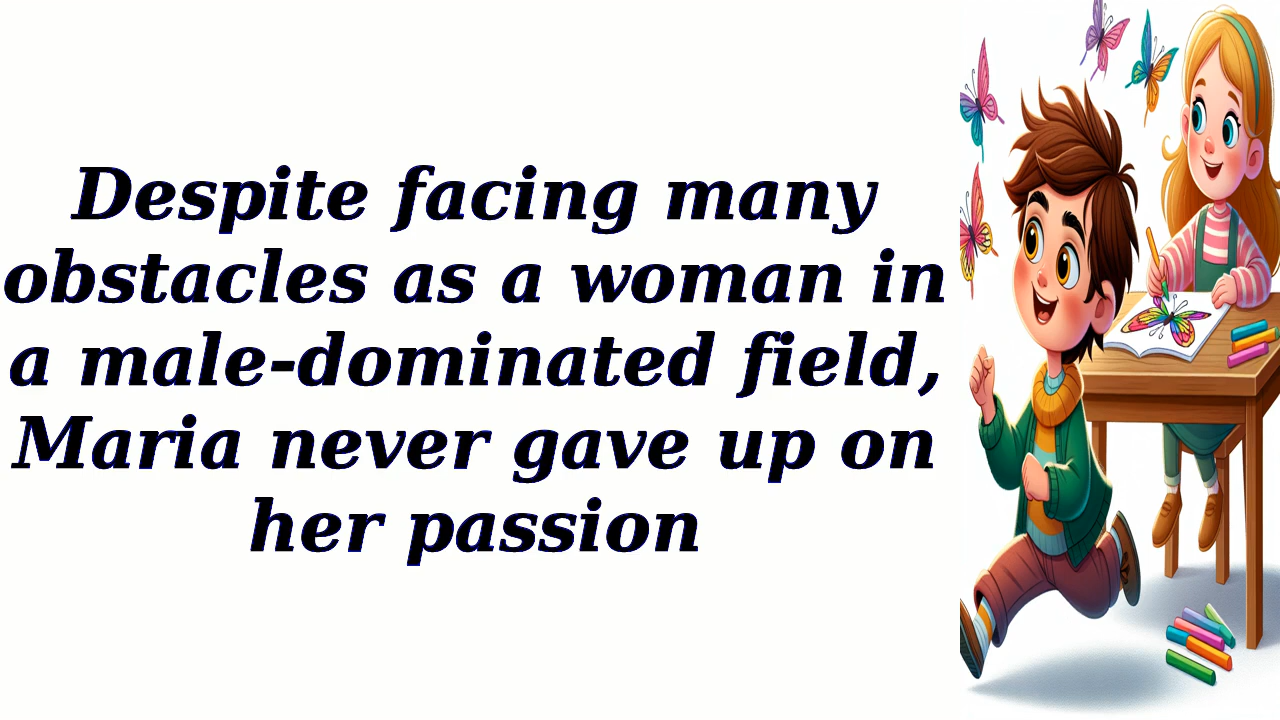 Despite facing many
obstacles as a woman in
a male-dominated field,
Maria never gave up on
her passion